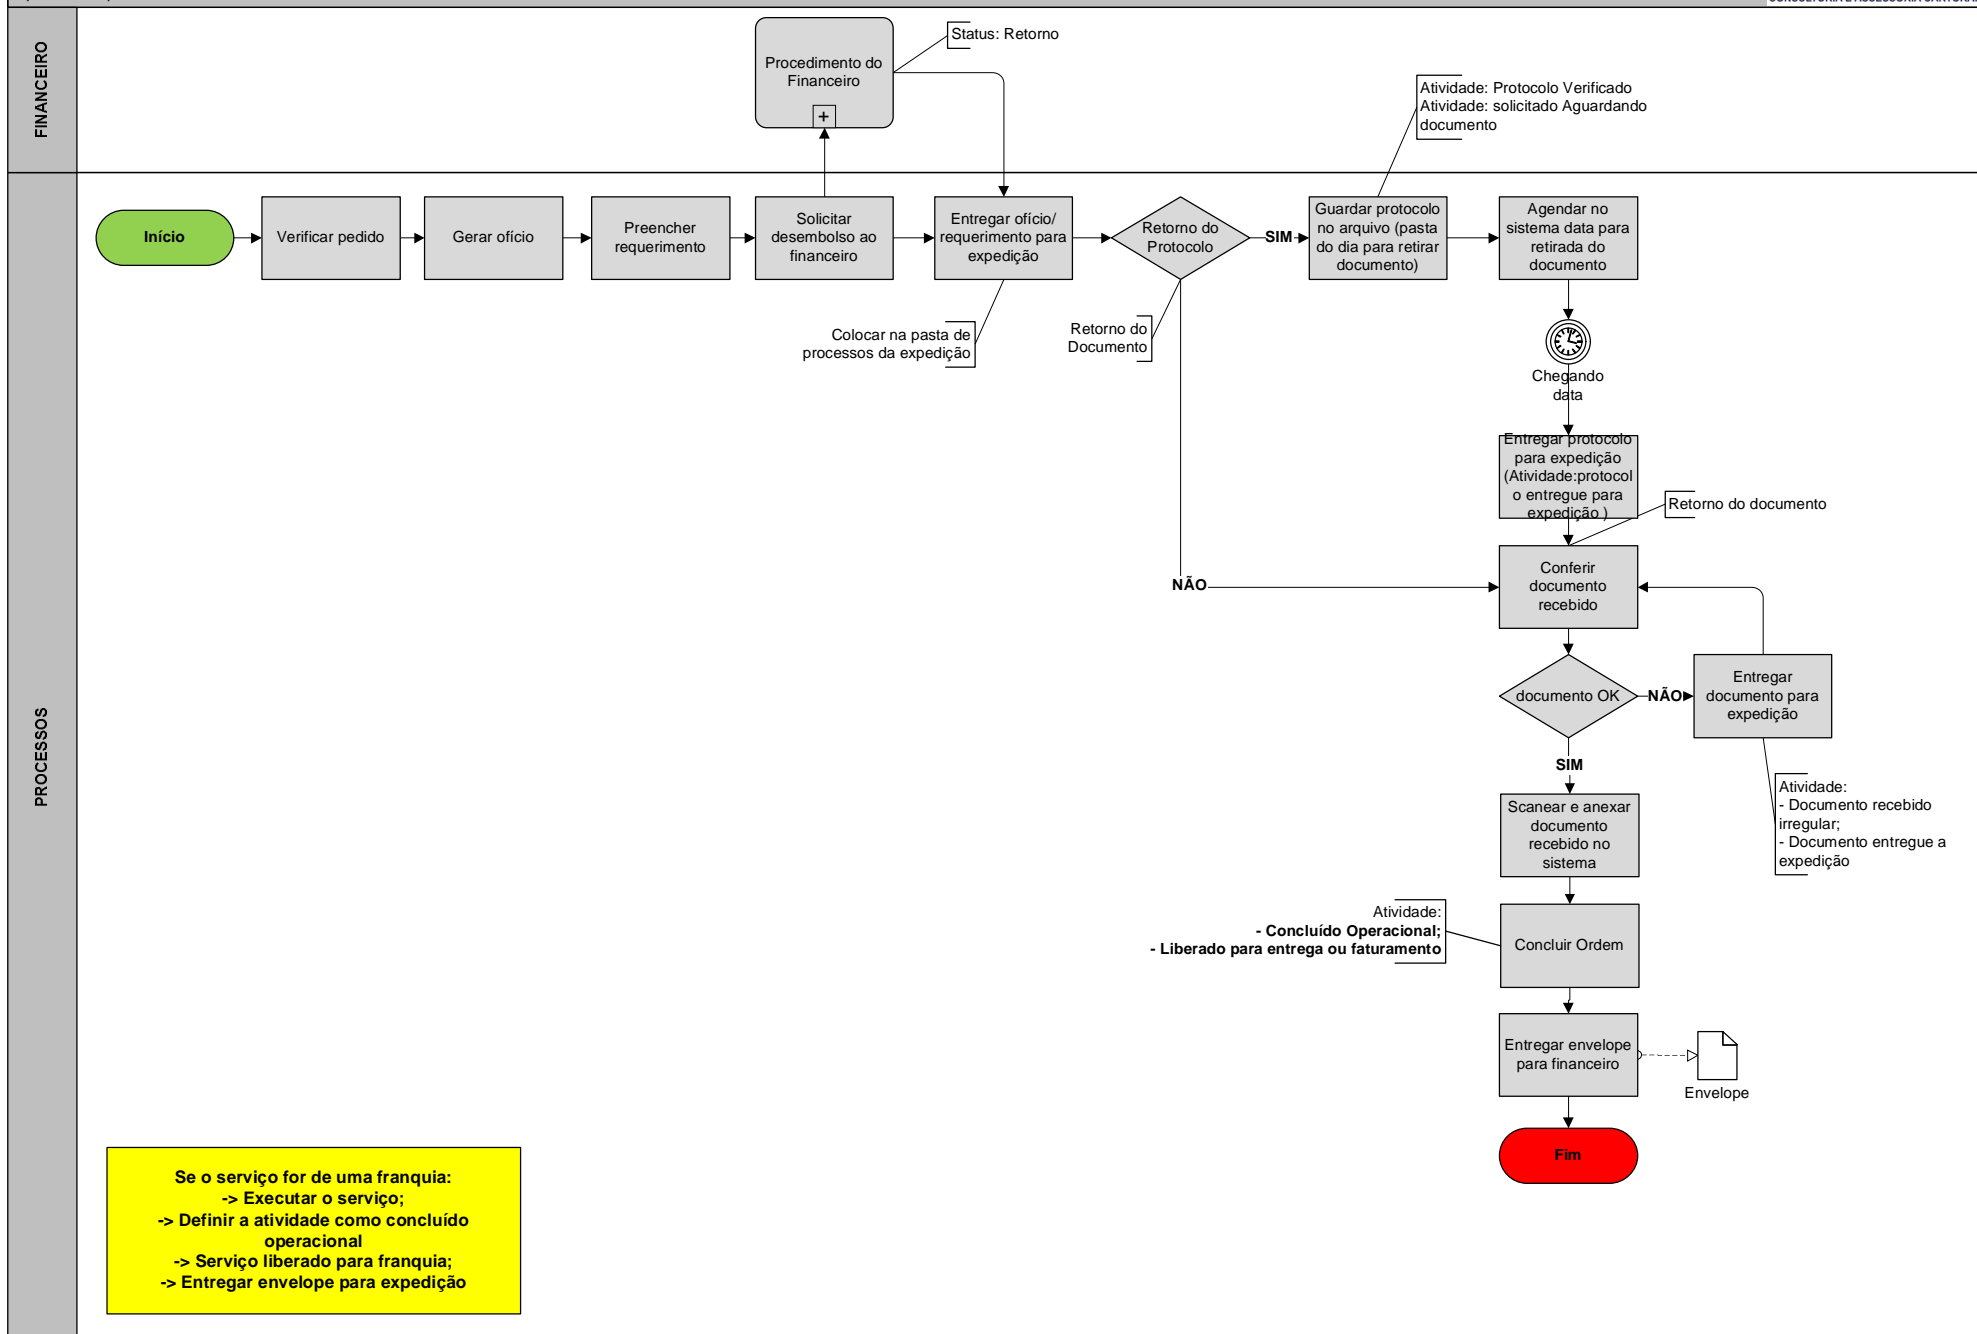 FINANCEIRO
Procedimento do
Financeiro
+
Status: Retorno
Atividade: Protocolo Verificado
Atividade: solicitado Aguardando
documento
PROCESSOS
Início
Verificar pedido
Gerar ofício
Preencher
requerimento
Solicitar
desembolso ao
financeiro
Entregar ofício/
requerimento para
expedição
Colocar na pasta de
processos da expedição
Retorno do
Protocolo
Retorno do
Documento
SIM
Guardar protocolo
no arquivo (pasta
do dia para retirar
documento)
Agendar no
sistema data para
retirada do
documento
Chegando
data
Entregar protocolo
para expedição
(Atividade:protocol
o entregue para
expedição )
Retorno do documento
NÃO
Conferir
documento
recebido
documento OK
NÃO
Entregar
documento para
expedição
Atividade:
- Documento recebido
irregular;
- Documento entregue a
expedição
SIM
Scanear e anexar
documento
recebido no
sistema
Atividade:
- Concluído Operacional;
- Liberado para entrega ou faturamento
Concluir Ordem
Entregar envelope
para financeiro
Envelope
Fim
Se o serviço for de uma franquia:
-> Executar o serviço;
-> Definir a atividade como concluído
operacional
-> Serviço liberado para franquia;
-> Entregar envelope para expedição